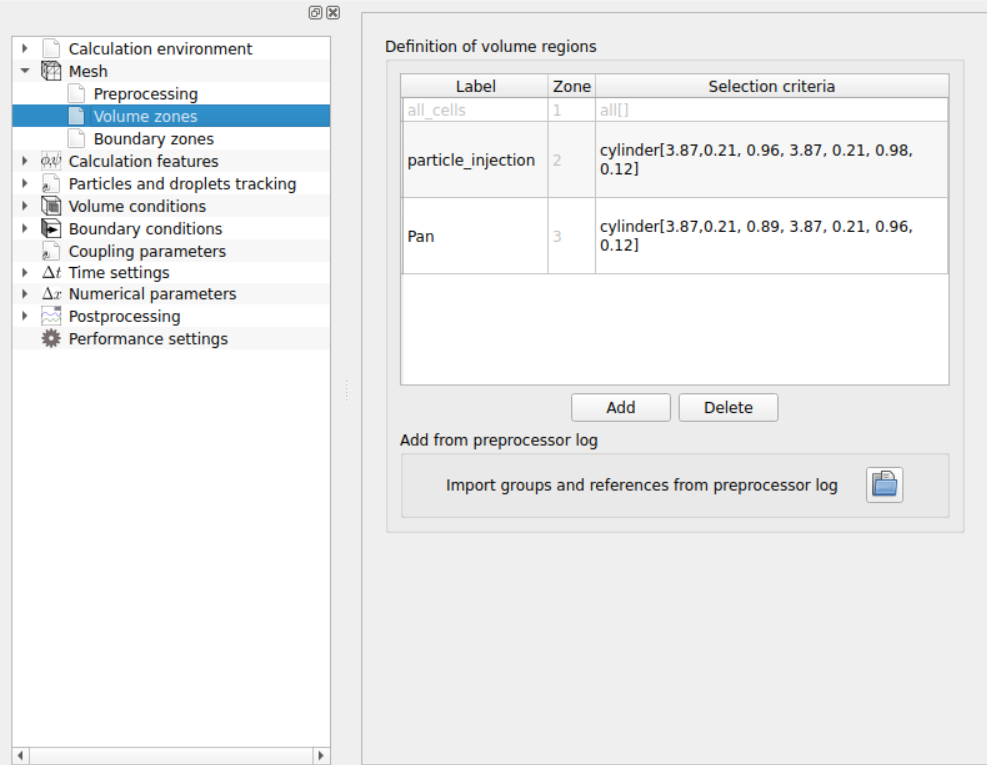 Calculation environment
Mesh
Preprocessing
Volume zones
Boundary zones
Calculation features
Particles and droplets tracking
Volume conditions
Boundary conditions
Coupling parameters
Δt Time settings
Δx Numerical parameters
Postprocessing
Performance settings
Definition of volume regions
Label Zone Selection criteria
all_cells 1 all[]
particle_injection 2 cylinder[3.87,0.21, 0.96, 3.87, 0.21, 0.98,
0.12]
Pan 3 cylinder[3.87,0.21, 0.89, 3.87, 0.21, 0.96,
0.12]
Add Delete
Add from preprocessor log
Import groups and references from preprocessor log